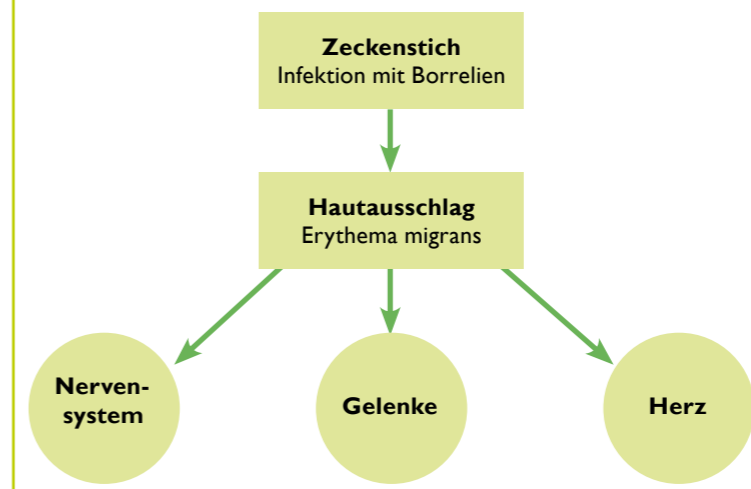 Zeckenstich
Infektion mit Borrelien
Hautausschlag
Erythema migrans
Nerven-
system
Gelenke
Herz